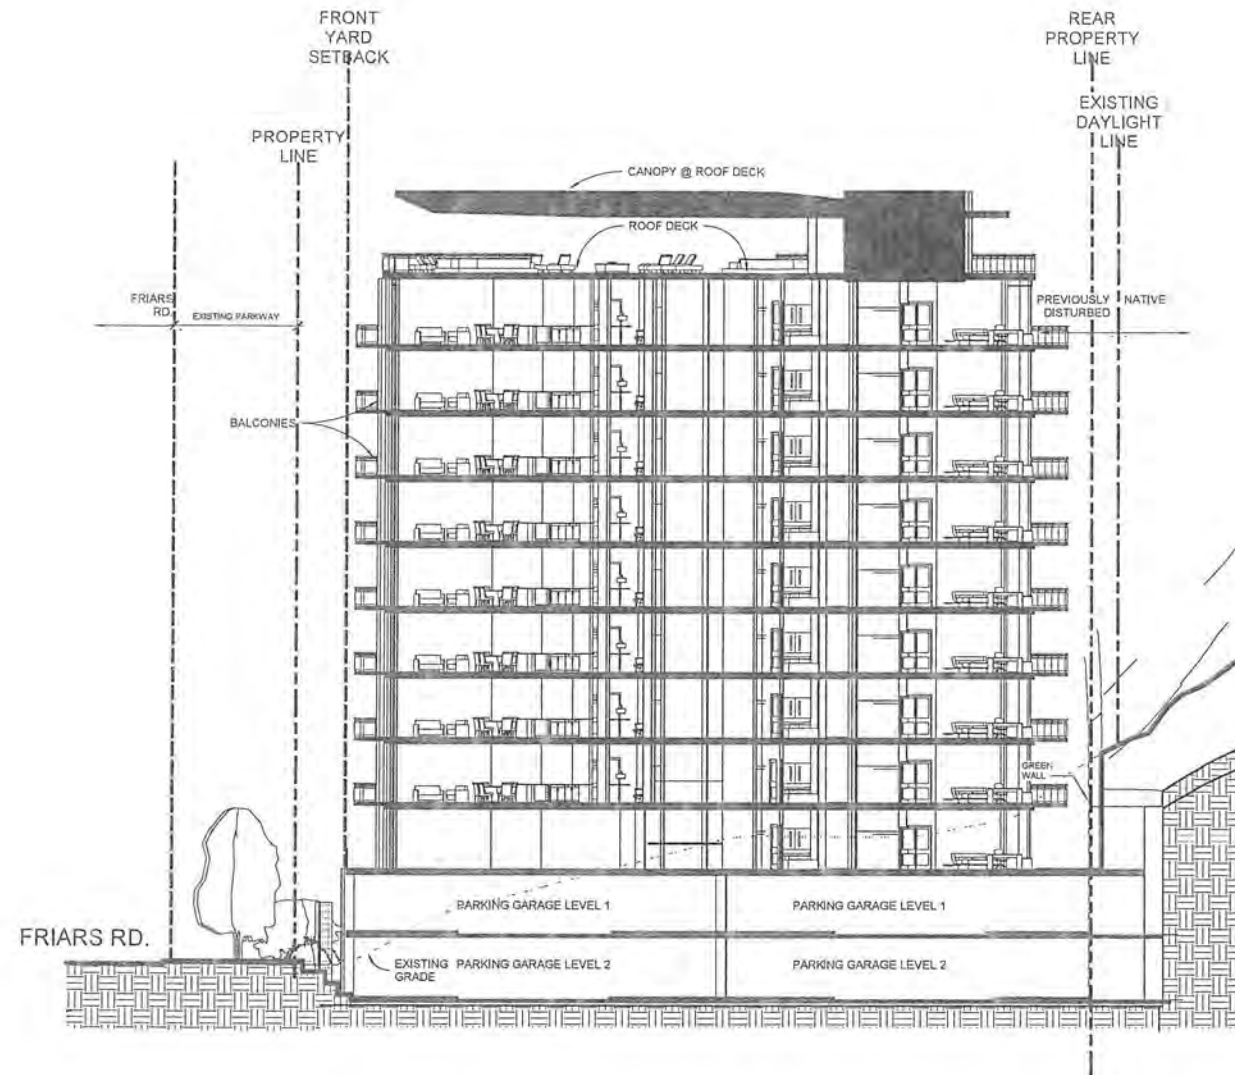 FRONT
YARD
SETBACK
REAR
PROPERTY
LINE
EXISTING
DAYLIGHT
LINE
PROPERTY
LINE
CANOPY @ ROOF DECK
ROOF DECK
FRIARS
RD.
EXISTING PARKWAY
PREVIOUSLY
DISTURBED
NATIVE
BALCONIES
GREEN
WALL
PARKING GARAGE LEVEL 1
PARKING GARAGE LEVEL 1
FRIARS RD.
EXISTING
GRADE
PARKING GARAGE LEVEL 2
PARKING GARAGE LEVEL 2